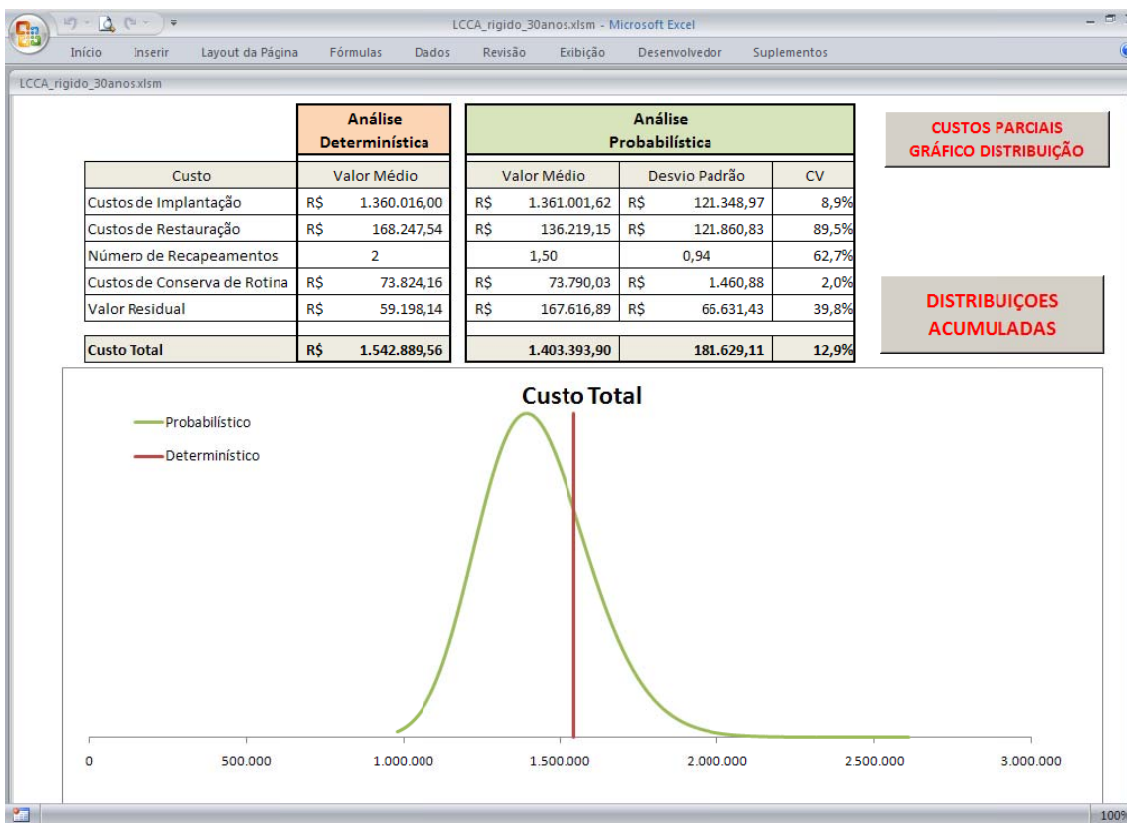 LCCA_rigido_30anos.xlsm - Microsoft Excel
Início Inserir Layout da Página Fórmulas Dados Revisão Exibição Desenvolvedor Suplementos
LCCA_rigido_30anos.xlsm
Análise Determinística
Análise Probabilística
CUSTOS PARCIAIS
GRÁFICO DISTRIBUIÇÃO
Custo Valor Médio Valor Médio Desvio Padrão CV
Custos de Implantação R$ 1.360.016,00 R$ 1.361.001,62 R$ 121.348,97 8,9%
Custos de Restauração R$ 168.247,54 R$ 136.219,15 R$ 121.860,83 89,5%
Número de Recapeamentos 2 1,50 0,94 62,7%
Custos de Conserva de Rotina R$ 73.824,16 R$ 73.790,03 R$ 1.460,88 2,0%
Valor Residual R$ 59.198,14 R$ 167.616,89 R$ 66.631,43 39,8%
Custo Total R$ 1.542.889,56 1.403.393,90 181.629,11 12,9%
DISTRIBUIÇOES
ACUMULADAS
Custo Total
Probabilístico
Determinístico
0 500.000 1.000.000 1.500.000 2.000.000 2.500.000 3.000.000
100%